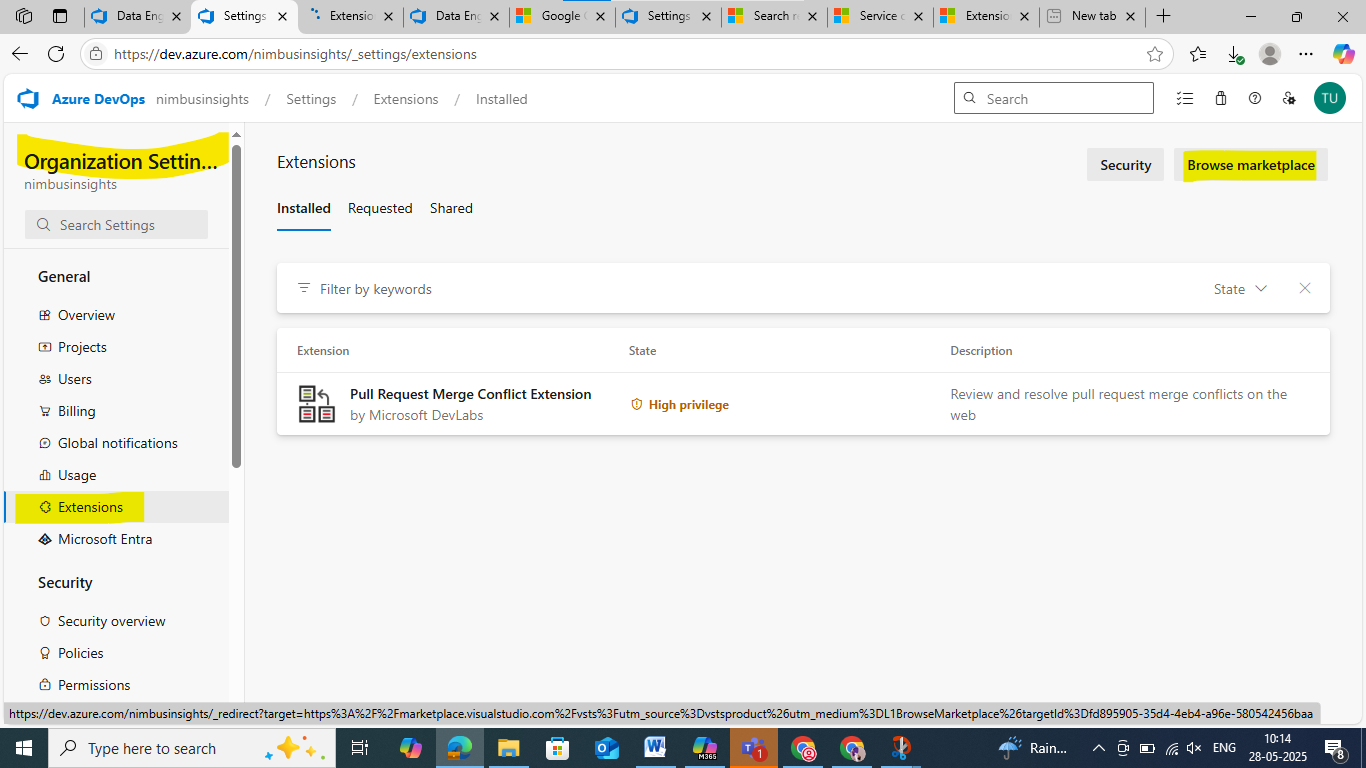 Data Eng
Settings
Extensio
Data Eng
Google C
Settings
Search re
Service c
Extensio
New tab
https://dev.azure.com/nimbusinsights/_settings/extensions
Azure DevOps nimbusinsights / Settings / Extensions / Installed
Search
TU
Organization Settin...
nimbusinsights
Search Settings
General
Overview
Projects
Users
Billing
Global notifications
Usage
Extensions
Microsoft Entra
Security
Security overview
Policies
Permissions
Extensions
Security
Browse marketplace
Installed Requested Shared
Filter by keywords
State
Extension State Description
Pull Request Merge Conflict Extension
by Microsoft DevLabs
High privilege
Review and resolve pull request merge conflicts on the
web
https://dev.azure.com/nimbusinsights/_redirect?target=https%3A%2F%2Fmarketplace.visualstudio.com%2Fvsts%3Futm_source%3Dvstsproduct%26utm_medium%3DL1BrowseMarketplace%26targetId%3Dfd895905-35d4-4eb4-a96e-580542456baa
Type here to search
M365
1
Rain...
ENG
10:14
28-05-2025
8